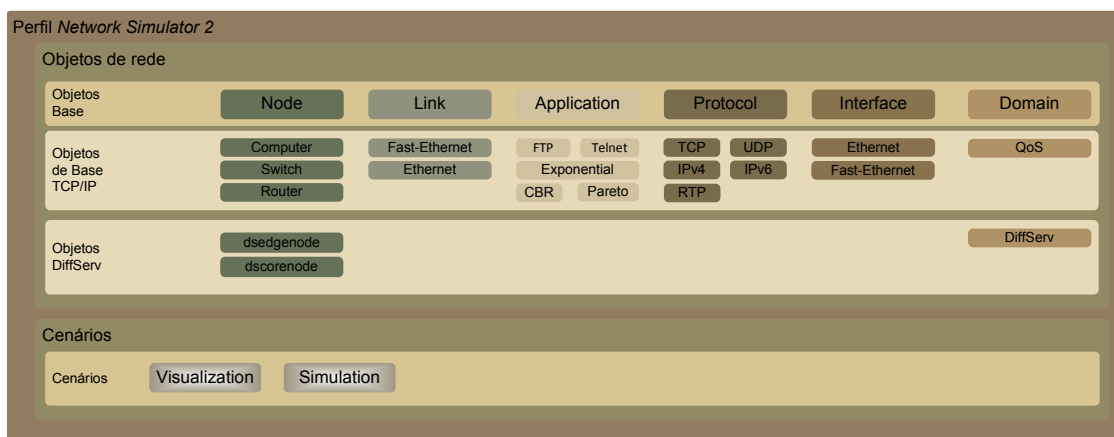 Perfil Network Simulator 2
Objetos de rede
Objetos
Base
Node
Link
Application
Protocol
Interface
Domain
Objetos
de Base
TCP/IP
Computer
Switch
Router
Fast-Ethernet
Ethernet
FTP
Telnet
Exponential
CBR
Pareto
TCP
UDP
IPv4
IPv6
RTP
Ethernet
Fast-Ethernet
QoS
Objetos
DiffServ
dsedgenode
dscorenode
DiffServ
Cenários
Cenários
Visualization
Simulation